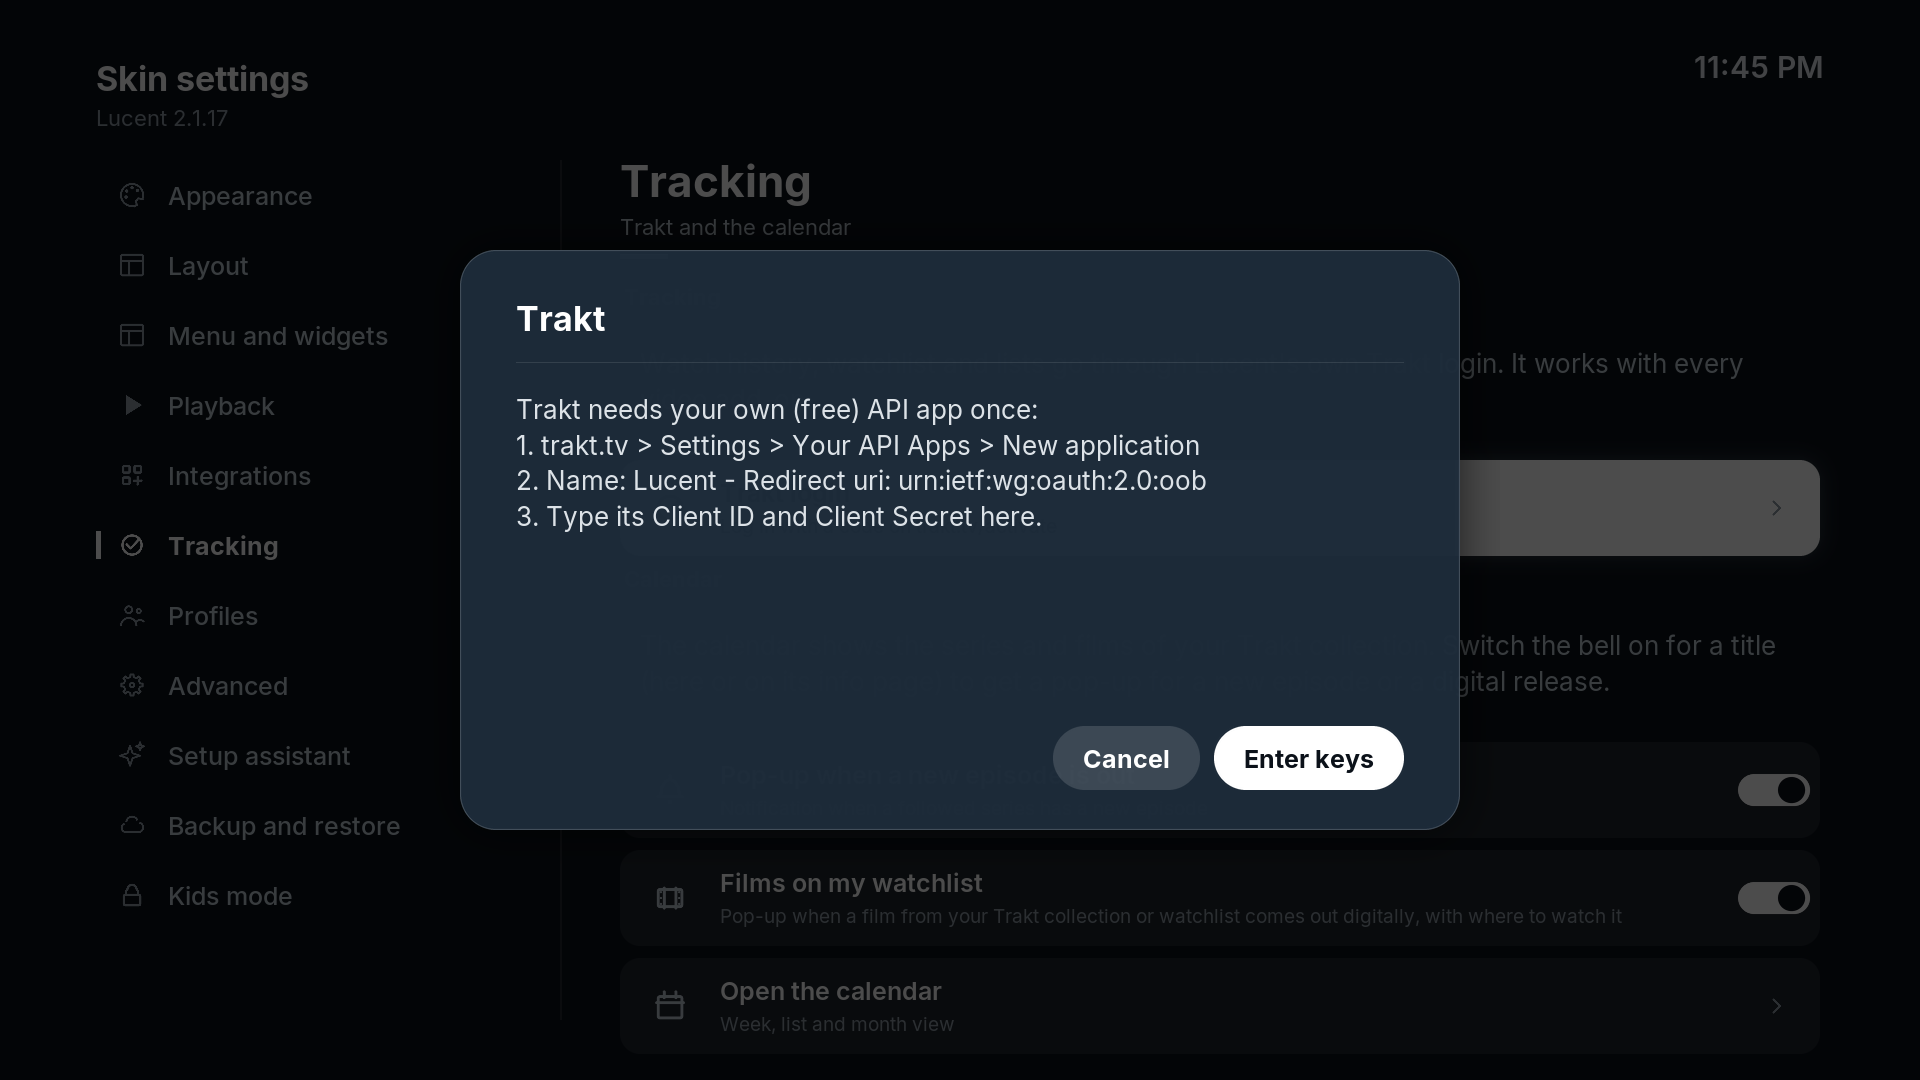 Skin settings
Lucent 2.1.17
11:45 PM
Appearance
Layout
Menu and widgets
Playback
Integrations
Tracking
Profiles
Advanced
Setup assistant
Backup and restore
Kids mode
Tracking
Trakt and the calendar
login. It works with every
witch the bell on for a title
digital release.
Trakt
Trakt needs your own (free) API app once:
1. trakt.tv > Settings > Your API Apps > New application
2. Name: Lucent - Redirect uri: urn:ietf:wg:oauth:2.0:oob
3. Type its Client ID and Client Secret here.
Cancel
Enter keys
Films on my watchlist
Pop-up when a film from your Trakt collection or watchlist comes out digitally, with where to watch it
Open the calendar
Week, list and month view